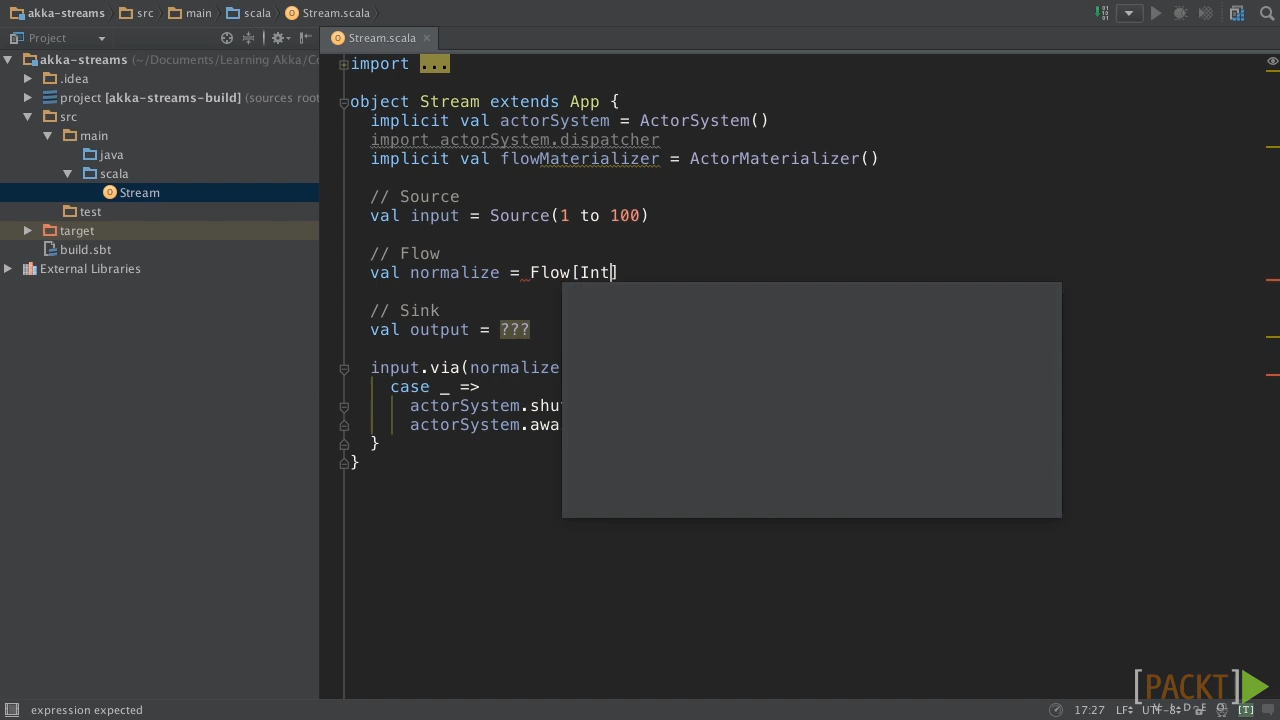 akka-streams src main scala Stream.scala
Project
Stream.scala
akka-streams (~/Documents/Learning Akka/Co
.idea
project [akka-streams-build] (sources root
src
main
java
scala
Stream
test
target
build.sbt
External Libraries
import ...
object Stream extends App {
implicit val actorSystem = ActorSystem()
import actorSystem.dispatcher
implicit val flowMaterializer = ActorMaterializer()
// Source
val input = Source(1 to 100)
// Flow
val normalize = Flow[Int]
// Sink
val output = ???
input.via(normalize
case _ =>
actorSystem.shu
actorSystem.awa
}
}
[PACKT]
expression expected
17:27 LF UTF-8